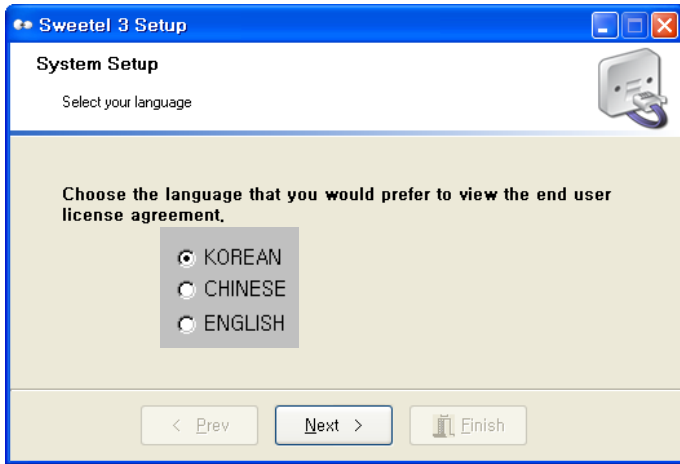 Sweetel 3 Setup
System Setup
Select your language
Choose the language that you would prefer to view the end user
license agreement.
KOREAN
CHINESE
ENGLISH
< Prev
Next >
Finish